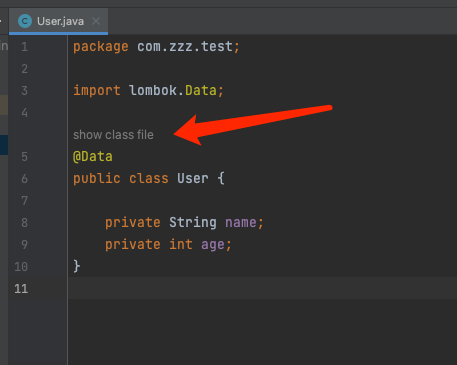 User.java
in
1 package com.zzz.test;
2
3 import lombok.Data;
4
show class file
5 @Data
6 public class User {
7
8 private String name;
9 private int age;
10 }
11